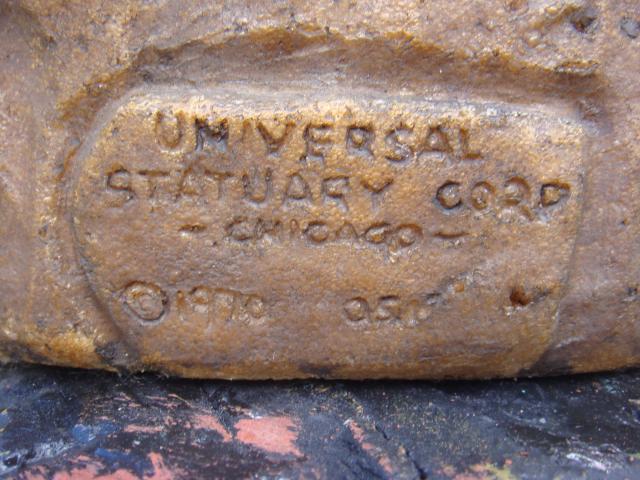 UNIVERSAL
STATUARY CORP
- CHICAGO -
© 1970